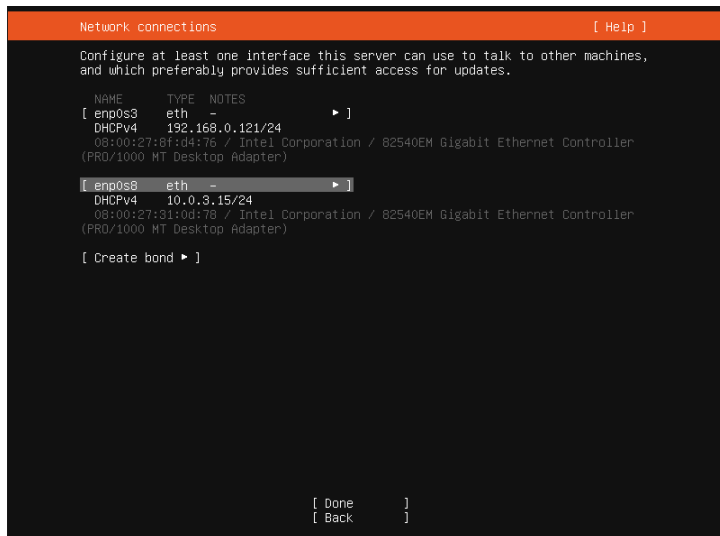 Network connections [ Help ]
Configure at least one interface this server can use to talk to other machines,
and which preferably provides sufficient access for updates.
NAME TYPE NOTES
[ enp0s3 eth - ▸ ]
DHCPv4 192.168.0.121/24
08:00:27:8f:d4:76 / Intel Corporation / 82540EM Gigabit Ethernet Controller
(PRO/1000 MT Desktop Adapter)
[ enp0s8 eth - ▸ ]
DHCPv4 10.0.3.15/24
08:00:27:31:0d:78 / Intel Corporation / 82540EM Gigabit Ethernet Controller
(PRO/1000 MT Desktop Adapter)
[ Create bond ▸ ]
[ Done ]
[ Back ]